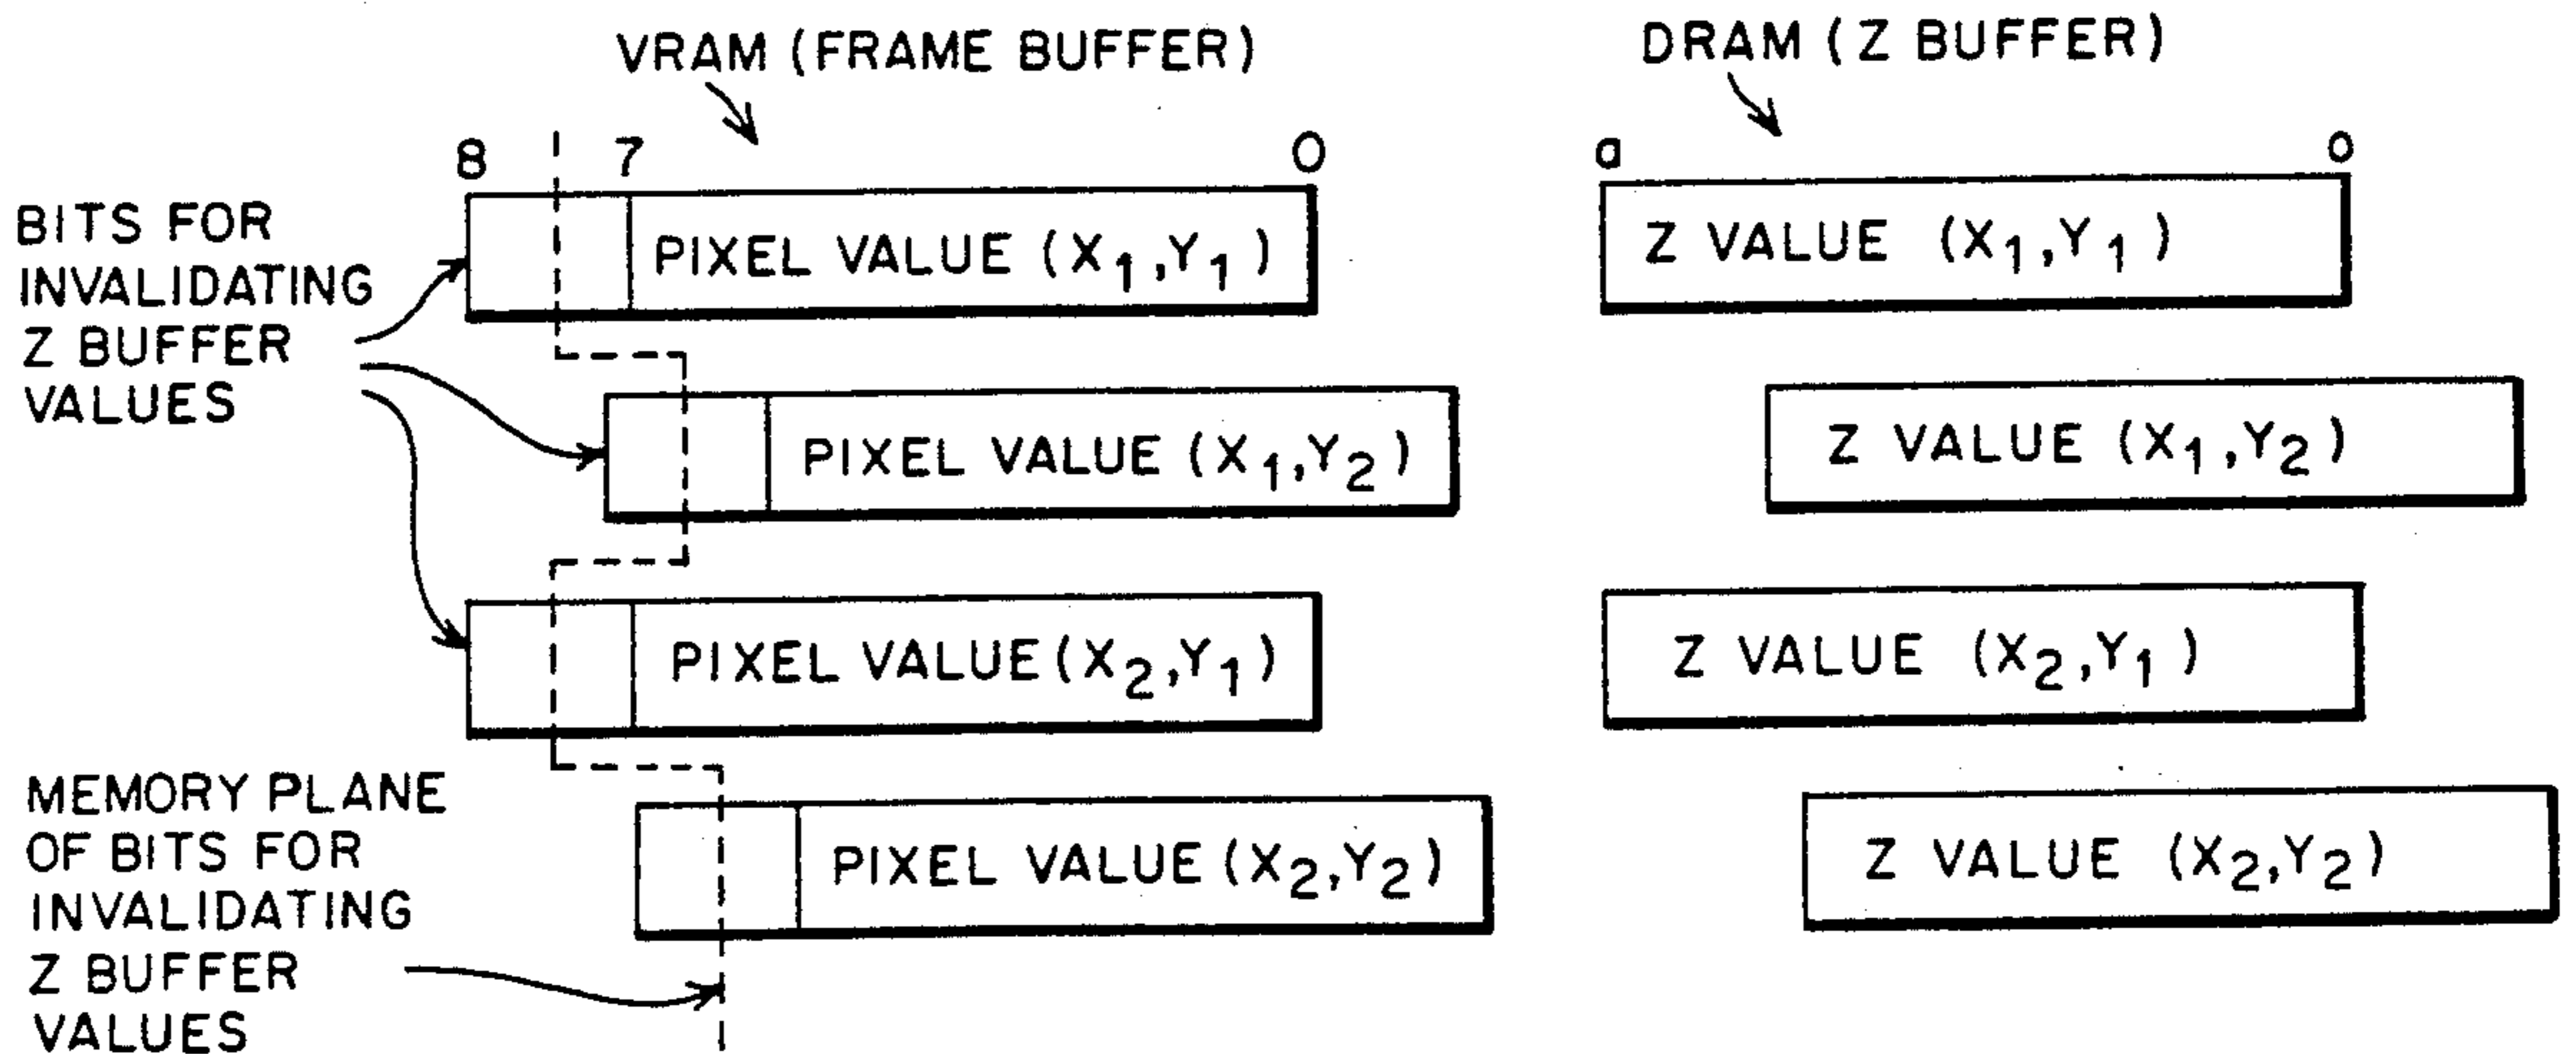 VRAM (FRAME BUFFER)
DRAM (Z BUFFER)
8 7 0
a 0
BITS FOR
INVALIDATING
Z BUFFER
VALUES
PIXEL VALUE (X1,Y1)
Z VALUE (X1,Y1)
PIXEL VALUE (X1,Y2)
Z VALUE (X1,Y2)
PIXEL VALUE (X2,Y1)
Z VALUE (X2,Y1)
MEMORY PLANE
OF BITS FOR
INVALIDATING
Z BUFFER
VALUES
PIXEL VALUE (X2,Y2)
Z VALUE (X2,Y2)